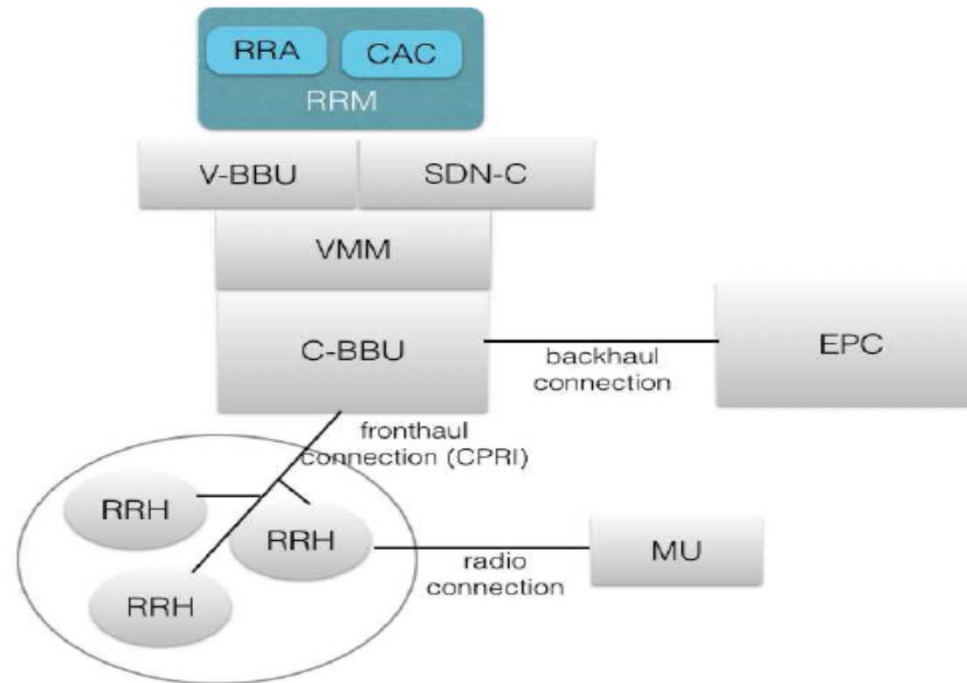 RRA
CAC
RRM
V-BBU
SDN-C
VMM
C-BBU
EPC
backhaul
connection
fronthaul
connection (CPRI)
RRH
RRH
RRH
MU
radio
connection